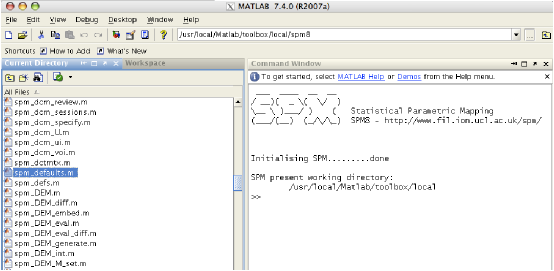 MATLAB 7.4.0 (R2007a)
File Edit View Debug Desktop Window Help
/usr/local/Matlab/toolbox/local/spm8
Shortcuts How to Add What's New
Current Directory Workspace
All Files
spm_dcm_review.m
spm_dcm_sessions.m
spm_dcm_specify.m
spm_dcm_U.m
spm_dcm_ui.m
spm_dcm_voi.m
spm_dctmtx.m
spm_defaults.m
spm_defs.m
spm_DEM.m
spm_DEM_diff.m
spm_DEM_embed.m
spm_DEM_eval.m
spm_DEM_eval_diff.m
spm_DEM_generate.m
spm_DEM_int.m
spm_DEM_M_set.m
Command Window
To get started, select MATLAB Help or Demos from the Help menu.
Statistical Parametric Mapping
SPM8 - http://www.fil.ion.ucl.ac.uk/spm/
Initialising SPM.........done
SPM present working directory:
/usr/local/Matlab/toolbox/local
>>